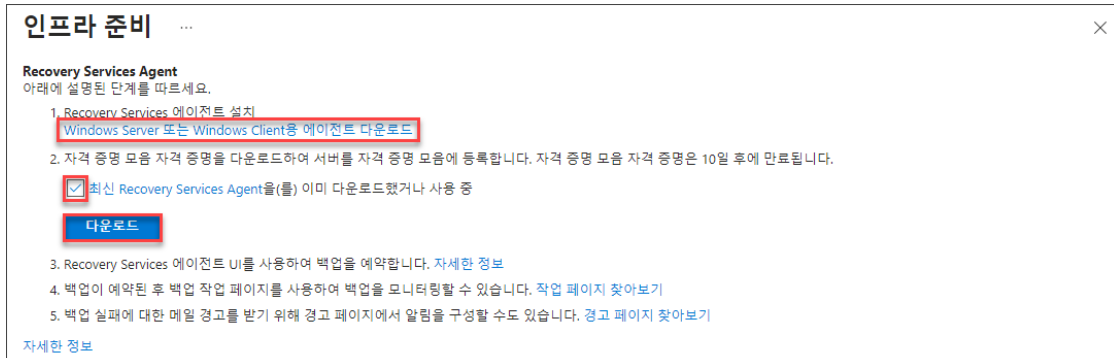 인프라 준비 ...
Recovery Services Agent
아래에 설명된 단계를 따르세요.
1. Recovery Services 에이전트 설치
Windows Server 또는 Windows Client용 에이전트 다운로드
2. 자격 증명 모음 자격 증명을 다운로드하여 서버를 자격 증명 모음에 등록합니다. 자격 증명 모음 자격 증명은 10일 후에 만료됩니다.
최신 Recovery Services Agent을(를) 이미 다운로드했거나 사용 중
다운로드
3. Recovery Services 에이전트 UI를 사용하여 백업을 예약합니다. 자세한 정보
4. 백업이 예약된 후 백업 작업 페이지를 사용하여 백업을 모니터링할 수 있습니다. 작업 페이지 찾아보기
5. 백업 실패에 대한 메일 경고를 받기 위해 경고 페이지에서 알림을 구성할 수도 있습니다. 경고 페이지 찾아보기
자세한 정보